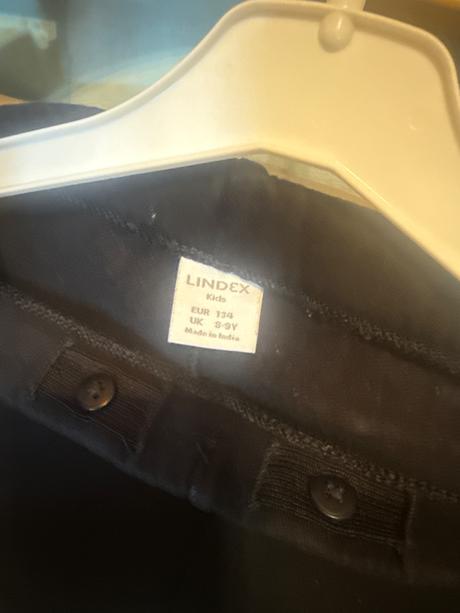 LINDEX
Kids
EUR 134
UK 8-9Y
Made in India